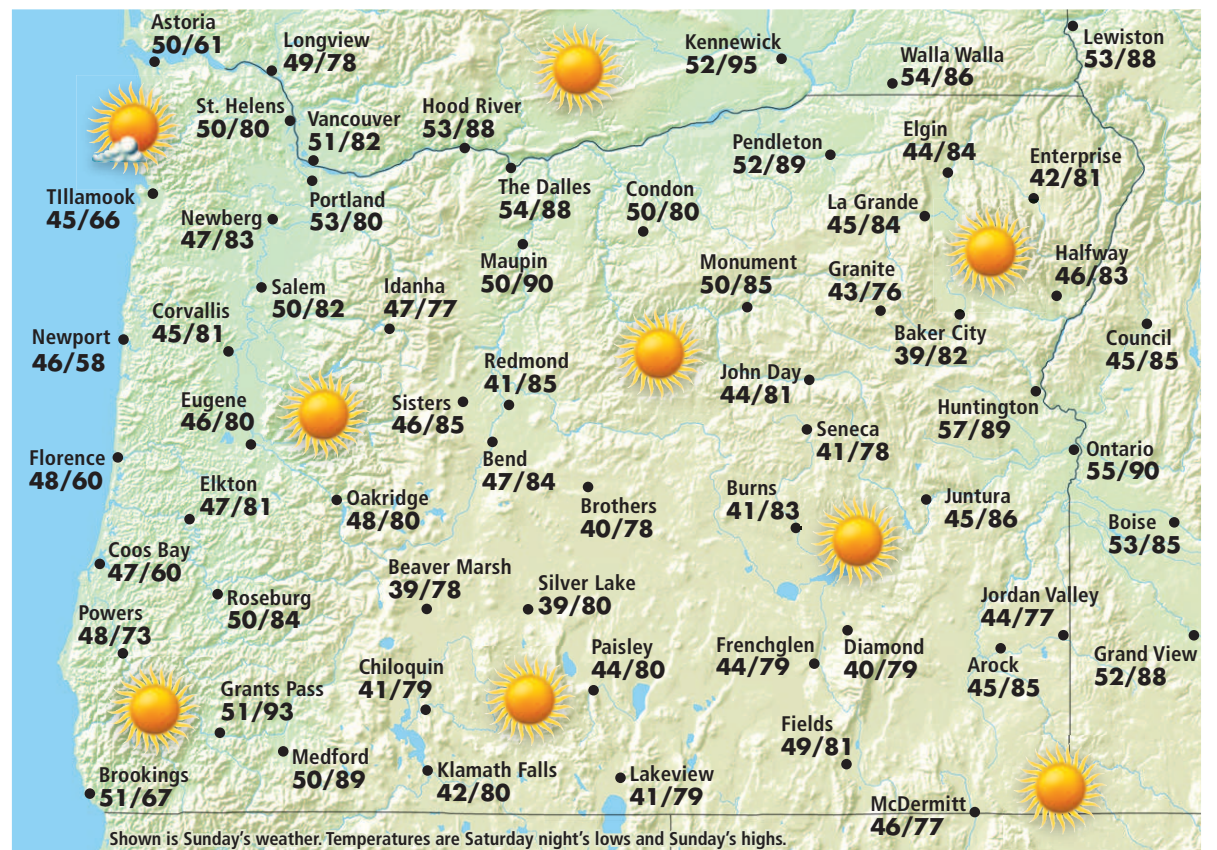 Astoria
50/61
Longview
49/78
Kennewick
52/95
Walla Walla
54/86
Lewiston
53/88
St. Helens
50/80
Vancouver
51/82
Hood River
53/88
Pendleton
52/89
Elgin
44/84
Enterprise
42/81
TIllamook
45/66
Newberg
47/83
Portland
53/80
The Dalles
54/88
Condon
50/80
La Grande
45/84
Maupin
50/90
Monument
50/85
Granite
43/76
Halfway
46/83
Salem
50/82
Idanha
47/77
Corvallis
45/81
Newport
46/58
Baker City
39/82
Council
45/85
Redmond
41/85
John Day
44/81
Eugene
46/80
Sisters
46/85
Huntington
57/89
Seneca
41/78
Florence
48/60
Bend
47/84
Ontario
55/90
Elkton
47/81
Oakridge
48/80
Brothers
40/78
Burns
41/83
Juntura
45/86
Boise
53/85
Coos Bay
47/60
Beaver Marsh
39/78
Silver Lake
39/80
Roseburg
50/84
Jordan Valley
44/77
Powers
48/73
Paisley
44/80
Frenchglen
44/79
Diamond
40/79
Arock
45/85
Grand View
52/88
Chiloquin
41/79
Grants Pass
51/93
Fields
49/81
Medford
50/89
Klamath Falls
42/80
Lakeview
41/79
Brookings
51/67
McDermitt
46/77
Shown is Sunday's weather. Temperatures are Saturday night's lows and Sunday's highs.